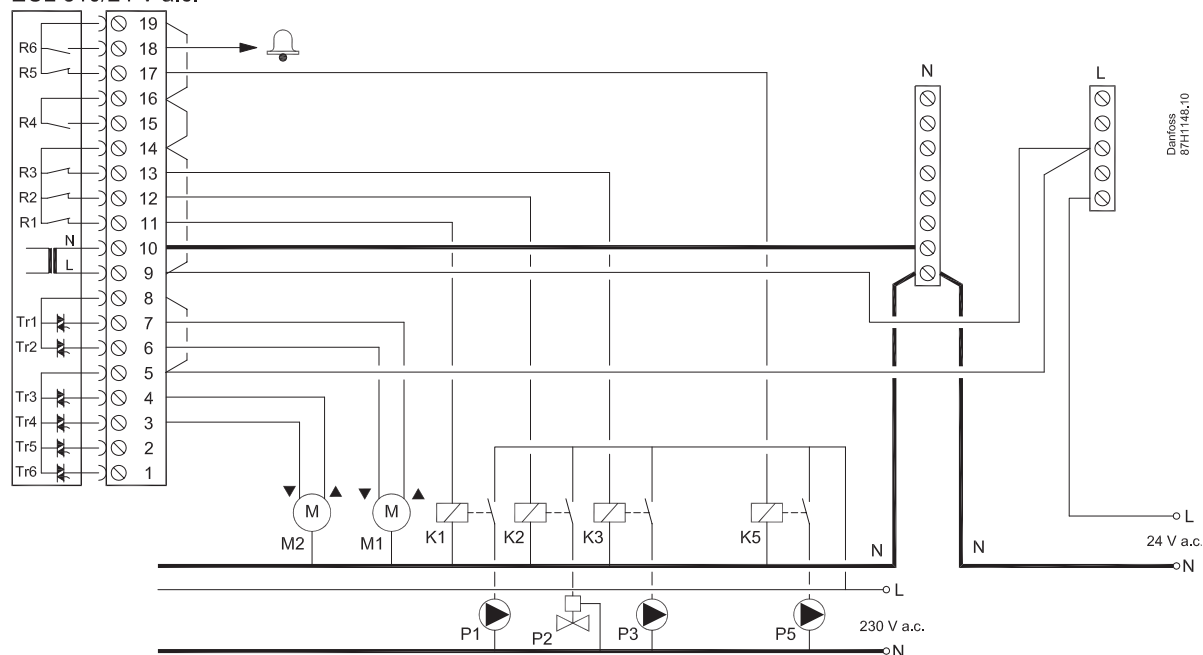 19
R6 18
R5 17
16
R4 15
14
R3 13
R2 12
R1 11
N 10
L 9
8
Tr1 7
Tr2 6
5
Tr3 4
Tr4 3
Tr5 2
Tr6 1
N
L
Danfoss
87H1148.10
M M
M2 M1 K1 K2 K3 K5
N N
L
24 V a.c.
N
L
P1 P2 P3 P5
230 V a.c.
N